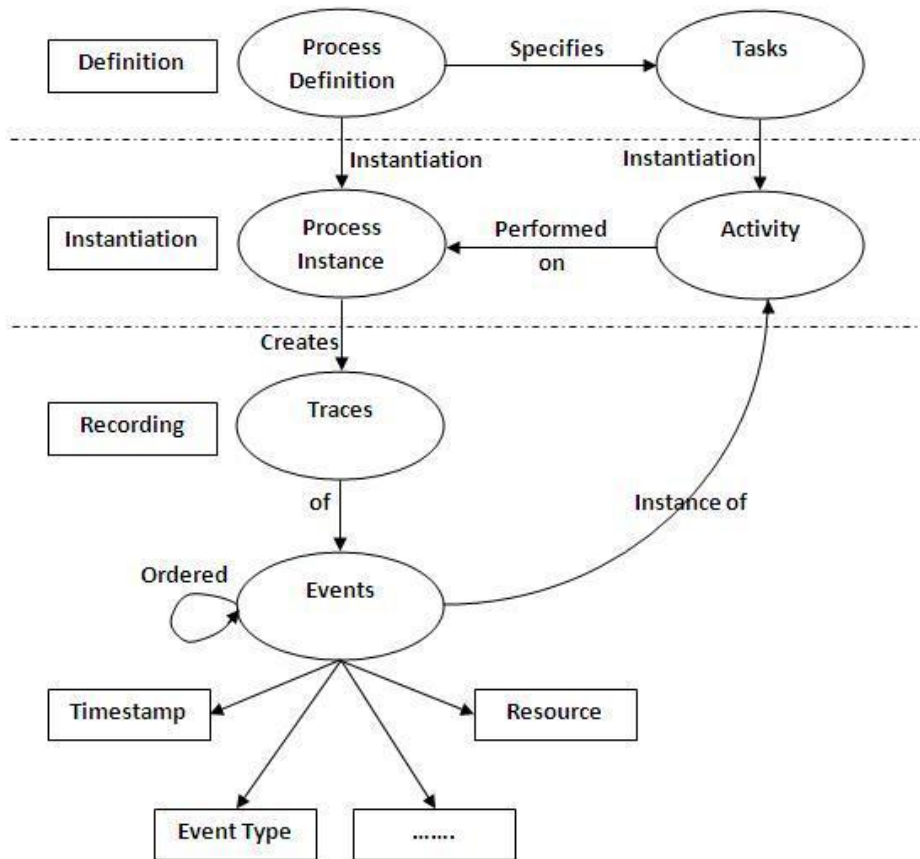 Definition
Process
Definition
Specifies
Tasks
Instantiation
Instantiation
Instantiation
Process
Instance
Performed
on
Activity
Creates
Recording
Traces
of
Instance of
Ordered
Events
Timestamp
Resource
Event Type
.......